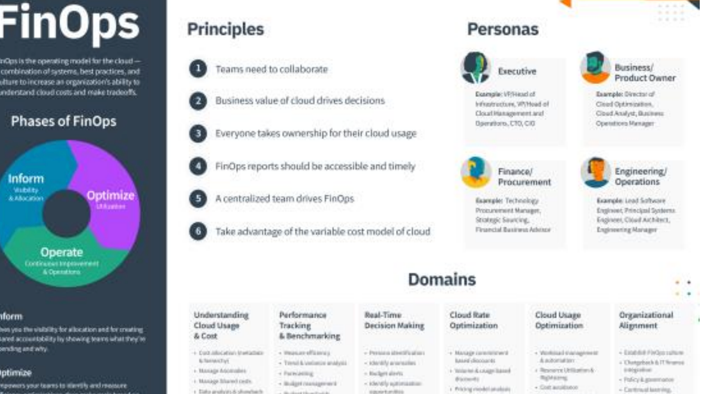 FinOps
FinOps is the operating model for the cloud —
combination of systems, best practices, and
culture to increase an organization's ability to
understand cloud costs and make tradeoffs.
Phases of FinOps
Inform
Visibility
& Allocation
Optimize
Utilization
Operate
Continuous Improvement
& Operations
Inform
you the visibility for allocation and for creating
shared accountability by showing teams what they're
spending and why.
Optimize
Empowers your teams to identify and measure
Principles
1 Teams need to collaborate
2 Business value of cloud drives decisions
3 Everyone takes ownership for their cloud usage
4 FinOps reports should be accessible and timely
5 A centralized team drives FinOps
6 Take advantage of the variable cost model of cloud
Personas
Executive
Example: VP/Head of
Infrastructure, VP/Head of
Cloud Management and
Operations, CTO, CIO
Business/
Product Owner
Example: Director of
Cloud Optimization,
Cloud Analyst, Business
Operations Manager
Finance/
Procurement
Example: Technology
Procurement Manager,
Strategic Sourcing,
Financial Business Advisor
Engineering/
Operations
Example: Lead Software
Engineer, Principal Systems
Engineer, Cloud Architect,
Engineering Manager
Domains
Understanding
Cloud Usage
& Cost
• Cost allocation (metadata
& hierarchy)
• Manage Anomalies
• Manage Shared costs
• Data analysis & showback
Performance
Tracking
& Benchmarking
• Measure efficiency
• Trend & variance analysis
• Forecasting
• Budget management
Real-Time
Decision Making
• Persona identification
• Identify anomalies
• Budget alerts
• Identify optimization
opportunities
Cloud Rate
Optimization
• Manage commitment
based discounts
• Volume & usage based
discounts
• Pricing model analysis
Cloud Usage
Optimization
• Workload management
& automation
• Resource Utilization &
Rightsizing
• Cost avoidance
Organizational
Alignment
• Establish FinOps culture
• Chargeback & IT finance
integration
• Policy & governance
• Continual learning,